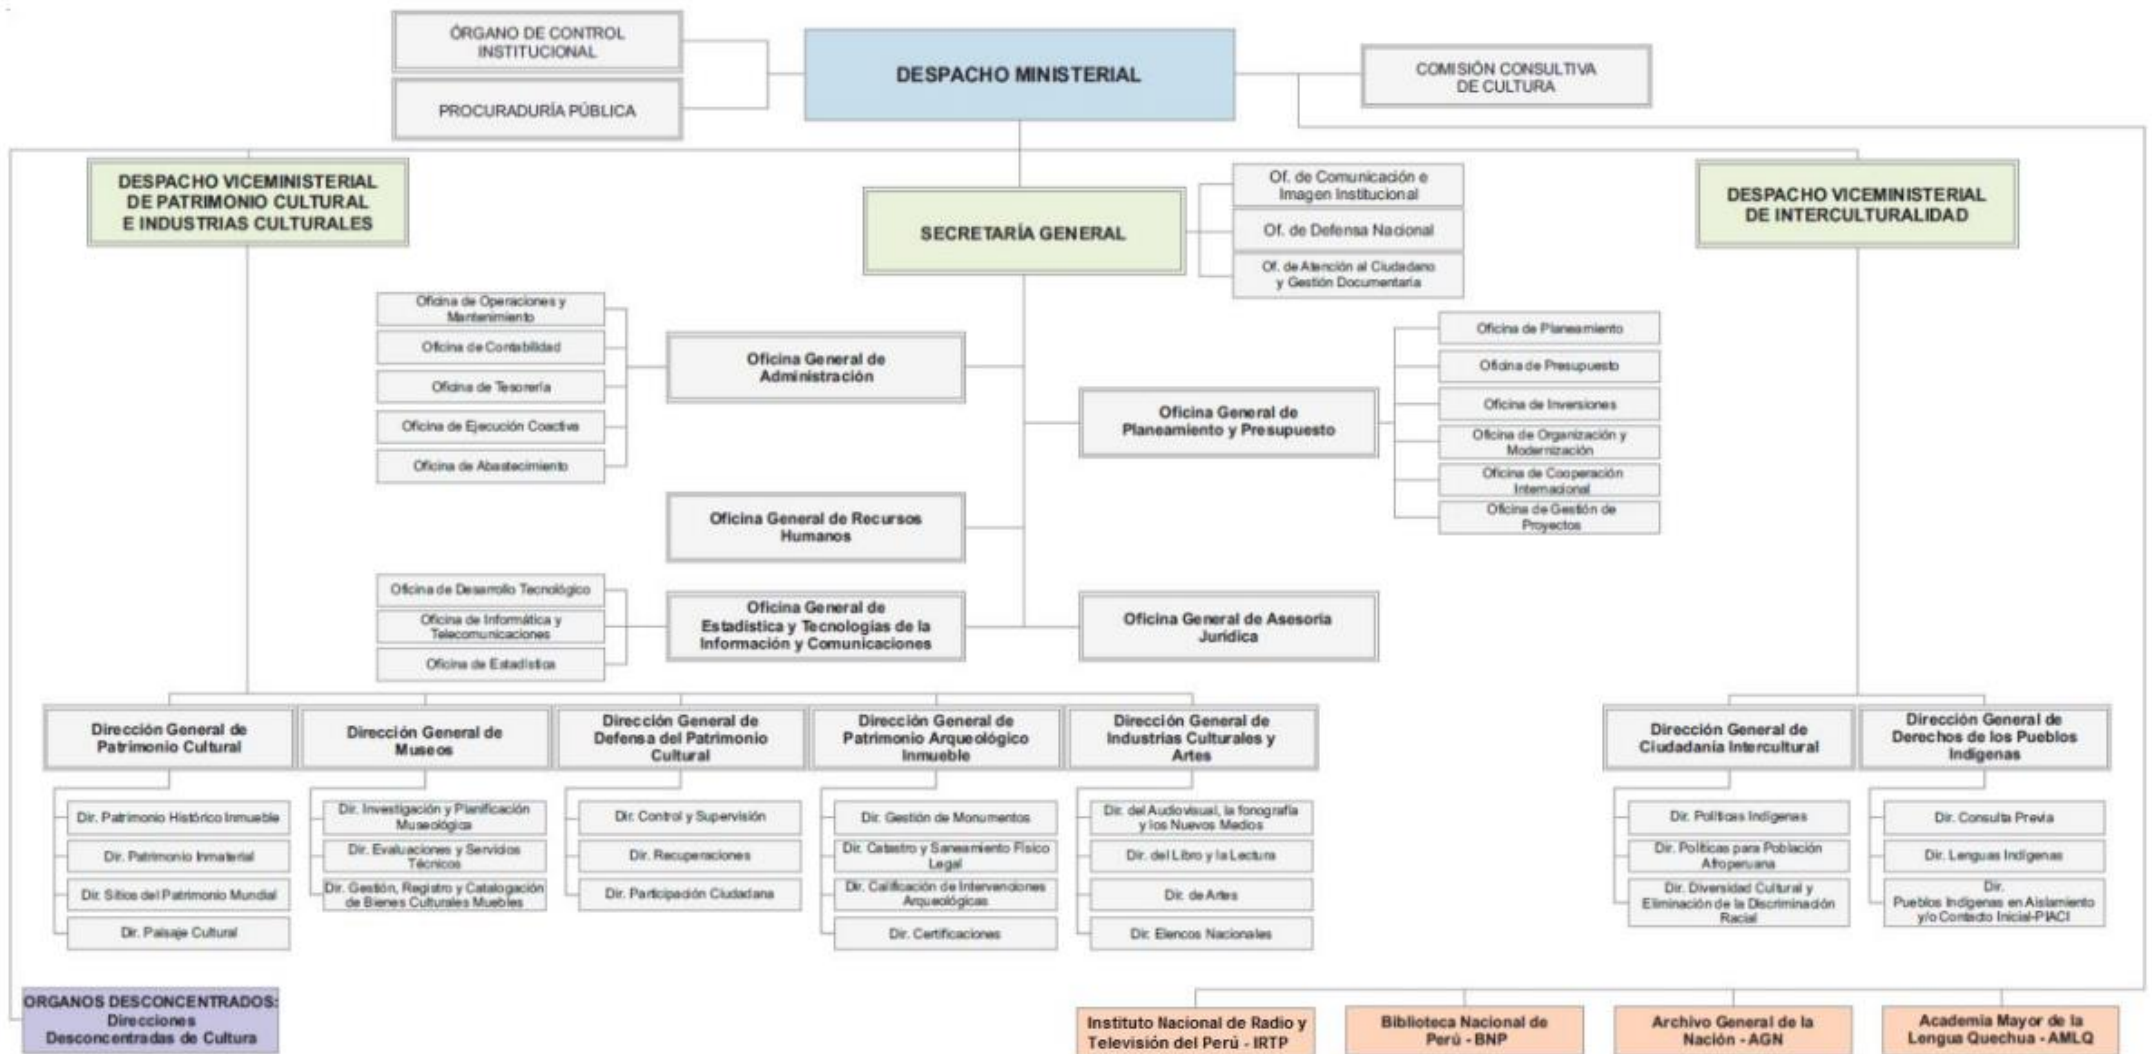 ÓRGANO DE CONTROL
INSTITUCIONAL
PROCURADURÍA PÚBLICA
DESPACHO MINISTERIAL
COMISIÓN CONSULTIVA
DE CULTURA
DESPACHO VICEMINISTERIAL
DE PATRIMONIO CULTURAL
E INDUSTRIAS CULTURALES
SECRETARÍA GENERAL
Of. de Comunicación e
Imagen Institucional
Of. de Defensa Nacional
Of. de Atención al Ciudadano
y Gestión Documentaria
DESPACHO VICEMINISTERIAL
DE INTERCULTURALIDAD
Oficina de Operaciones y
Mantenimiento
Oficina de Contabilidad
Oficina de Tesorería
Oficina de Ejecución Coactiva
Oficina de Abastecimiento
Oficina General de
Administración
Oficina General de
Planeamiento y Presupuesto
Oficina de Planeamiento
Oficina de Presupuesto
Oficina de Inversiones
Oficina de Organización y
Modernización
Oficina de Cooperación
Internacional
Oficina de Gestión de
Proyectos
Oficina General de Recursos
Humanos
Oficina de Desarrollo Tecnológico
Oficina de Informática y
Telecomunicaciones
Oficina de Estadística
Oficina General de
Estadística y Tecnologías de la
Información y Comunicaciones
Oficina General de Asesoría
Jurídica
Dirección General de
Patrimonio Cultural
Dir. Patrimonio Histórico Inmueble
Dir. Patrimonio Inmaterial
Dir. Sitios del Patrimonio Mundial
Dir. Paisaje Cultural
Dirección General de
Museos
Dir. Investigación y Planificación
Museológica
Dir. Evaluaciones y Servicios
Técnicos
Dir. Gestión, Registro y Catalogación
de Bienes Culturales Muebles
Dirección General de
Defensa del Patrimonio
Cultural
Dir. Control y Supervisión
Dir. Recuperaciones
Dir. Participación Ciudadana
Dirección General de
Patrimonio Arqueológico
Inmueble
Dir. Gestión de Monumentos
Dir. Catastro y Saneamiento Físico
Legal
Dir. Calificación de Intervenciones
Arqueológicas
Dir. Certificaciones
Dirección General de
Industrias Culturales y
Artes
Dir. del Audiovisual, la fonografía
y los Nuevos Medios
Dir. del Libro y la Lectura
Dir. de Artes
Dir. Elencos Nacionales
Dirección General de
Ciudadanía Intercultural
Dir. Políticas Indígenas
Dir. Políticas para Población
Afroperuana
Dir. Diversidad Cultural y
Eliminación de la Discriminación
Racial
Dirección General de
Derechos de los Pueblos
Indígenas
Dir. Consulta Previa
Dir. Lenguas Indígenas
Dir.
Pueblos Indígenas en Aislamiento
y/o Contacto Inicial-PIACI
ORGANOS DESCONCENTRADOS:
Direcciones
Desconcentradas de Cultura
Instituto Nacional de Radio y
Televisión del Perú - IRTP
Biblioteca Nacional de
Perú - BNP
Archivo General de la
Nación - AGN
Academia Mayor de la
Lengua Quechua - AMLQ